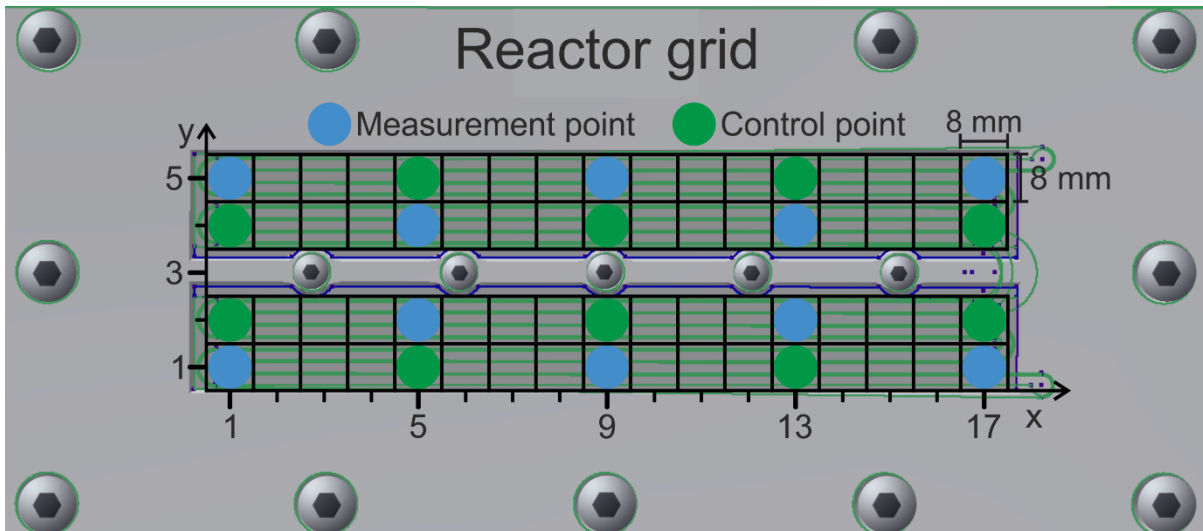 Reactor grid
Measurement point Control point
8 mm
y
5
8 mm
3
1
1 5 9 13 17 x